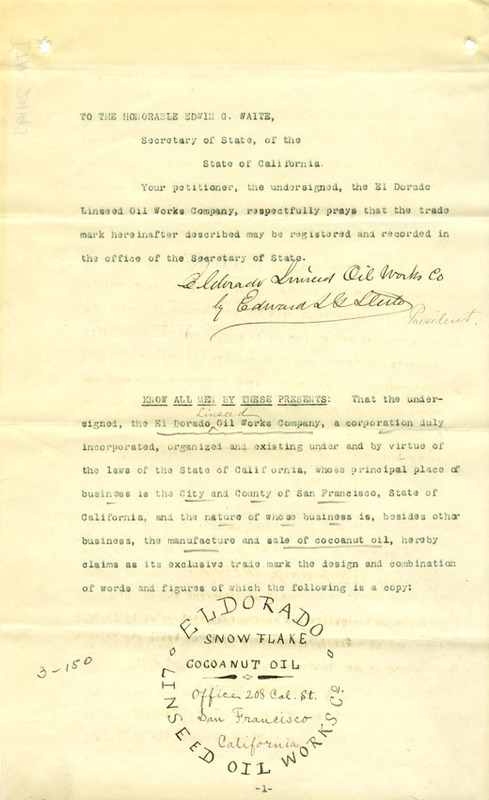 TO THE HONORABLE EDWIN G. WAITE,
Secretary of State, of the
State of California.
Your petitioner, the undersigned, the El Dorado
Linseed Oil Works Company, respectfully prays that the trade
mark hereinafter described may be registered and recorded in
the office of the Secretary of State.
Eldorado Linseed Oil Works Co
by Edward L G
President.
KNOW ALL MEN BY THESE PRESENTS: That the under-
signed, the El Dorado Linseed Oil Works Company, a corporation duly
incorporated, organized and existing under and by virtue of
the laws of the State of California, whose principal place of
business is the City and County of San Francisco, State of
California, and the nature of whose business is, besides other
business, the manufacture and sale of cocoanut oil, hereby
claims as its exclusive trade mark the design and combination
of words and figures of which the following is a copy:
ELDORADO
SNOW FLAKE
COCOANUT OIL
Office, 208 Cal. St.
San Francisco
California
LINSEED OIL WORKS Co.
3-150
-1-